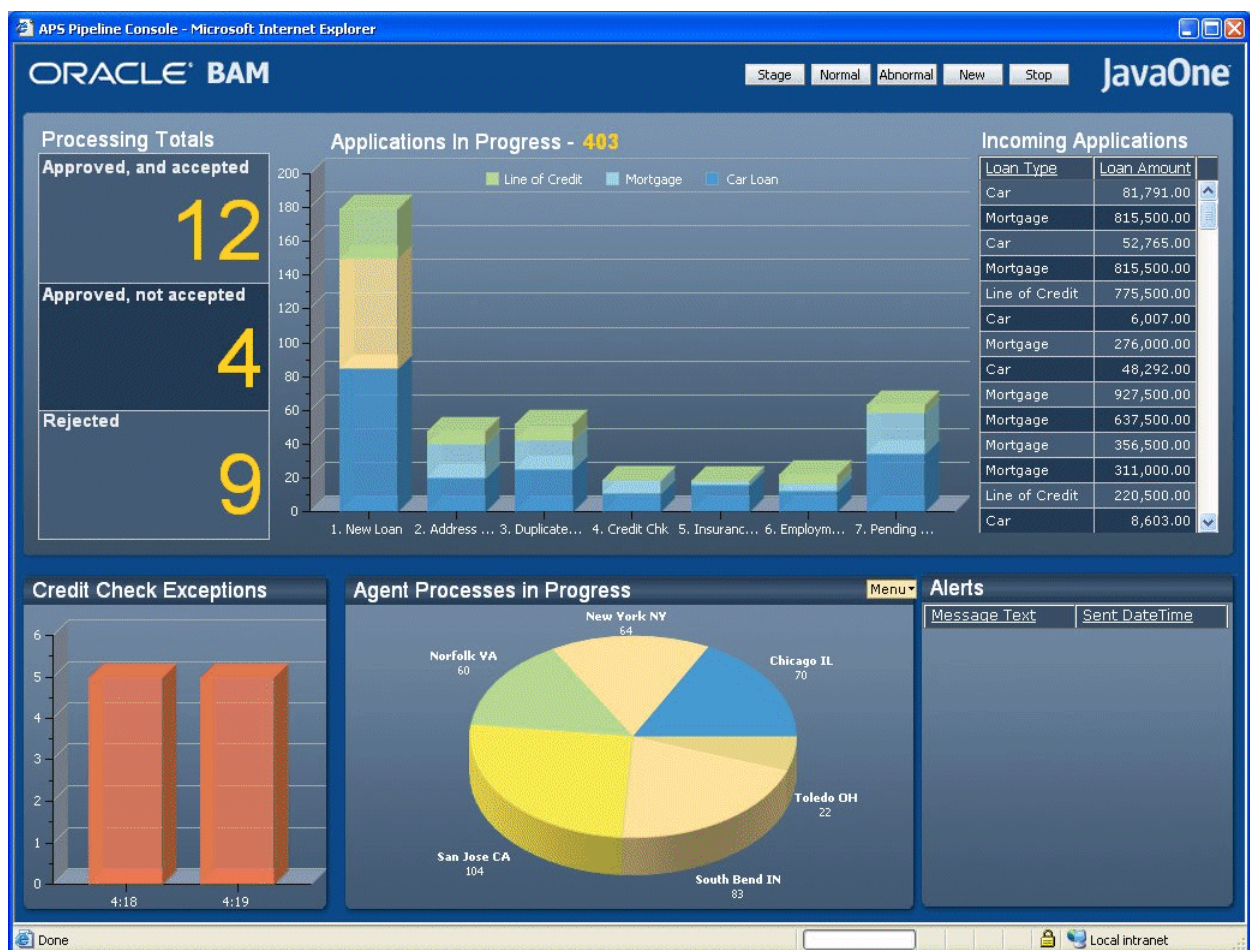 APS Pipeline Console - Microsoft Internet Explorer
ORACLE BAM
Stage Normal Abnormal New Stop
JavaOne
Processing Totals
Approved, and accepted
12
Approved, not accepted
4
Rejected
9
Applications In Progress - 403
Line of Credit Mortgage Car Loan
200
180
160
140
120
100
80
60
40
20
0
1. New Loan 2. Address ... 3. Duplicate... 4. Credit Chk 5. Insuranc... 6. Employm... 7. Pending ...
Incoming Applications
Loan Type Loan Amount
Car 81,791.00
Mortgage 815,500.00
Car 52,765.00
Mortgage 815,500.00
Line of Credit 775,500.00
Car 6,007.00
Mortgage 276,000.00
Car 48,292.00
Mortgage 927,500.00
Mortgage 637,500.00
Mortgage 356,500.00
Mortgage 311,000.00
Line of Credit 220,500.00
Car 8,603.00
Credit Check Exceptions
6
5
4
3
2
1
0
4:18 4:19
Agent Processes in Progress
Menu
New York NY
64
Norfolk VA
60
Chicago IL
70
Toledo OH
22
San Jose CA
104
South Bend IN
83
Alerts
Message Text Sent DateTime
Done
Local intranet